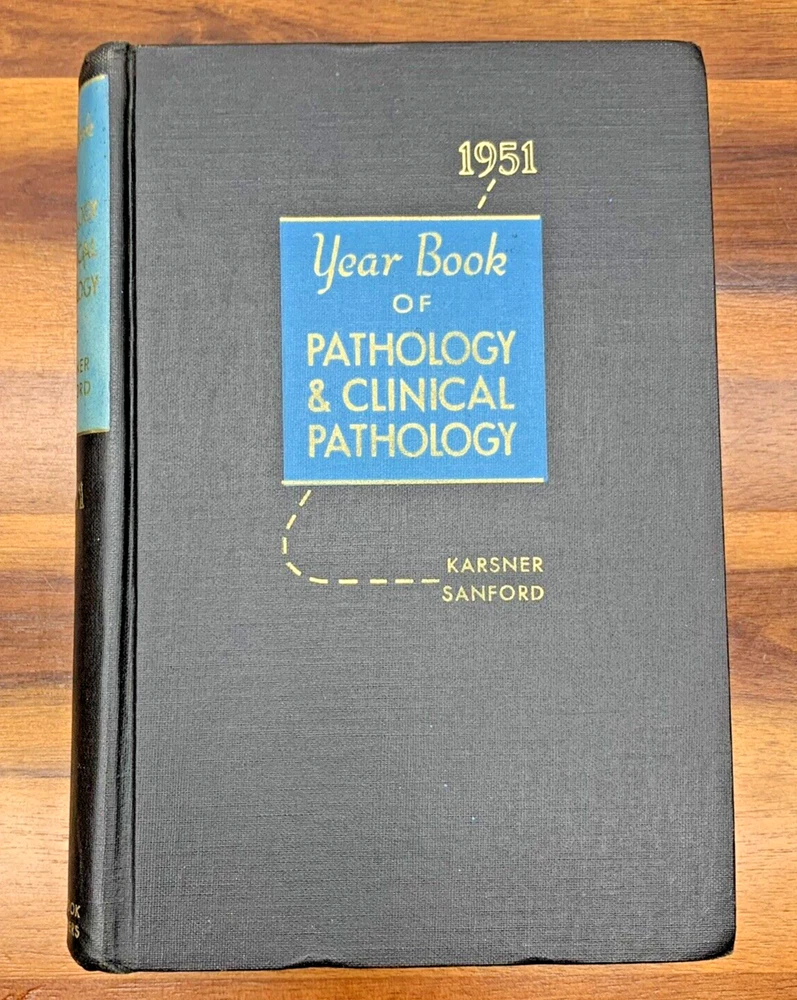 1951
Year Book
OF
PATHOLOGY
& CLINICAL
PATHOLOGY
KARSNER
SANFORD